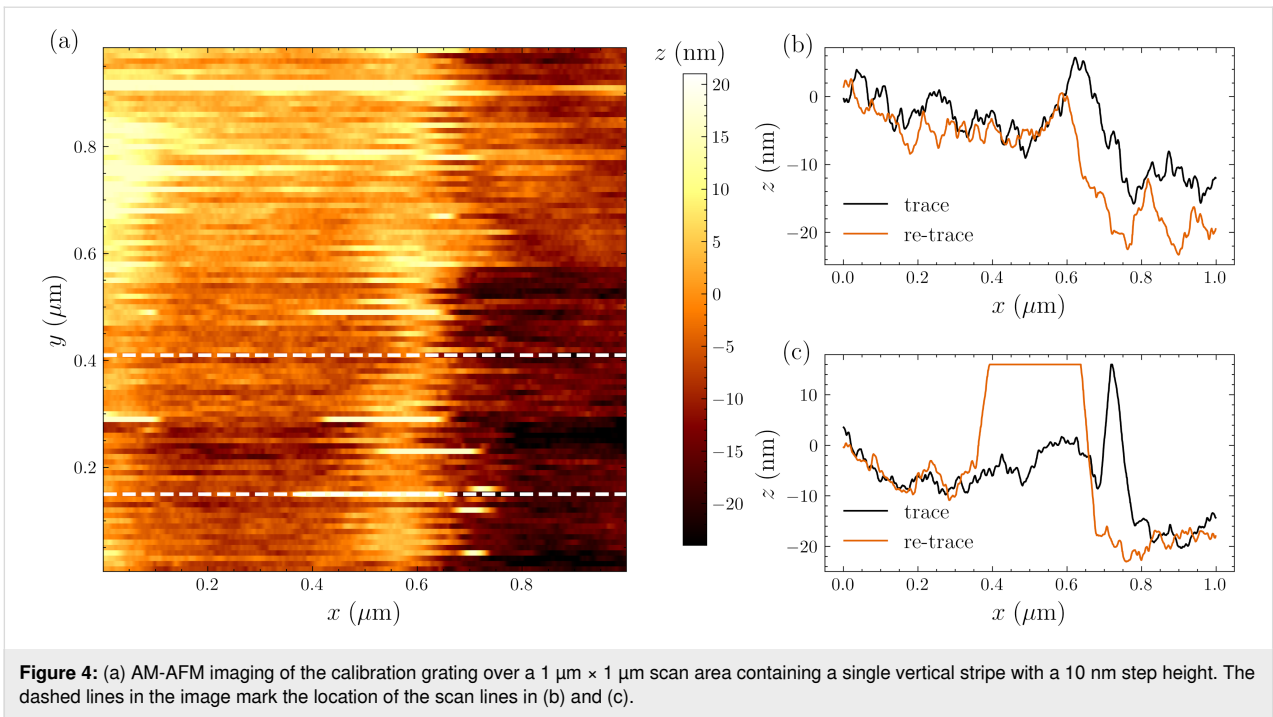 (a)
z (nm)
20
15
10
5
0
−5
−10
−15
−20
0.8
0.6
0.4
0.2
y (μm)
0.2 0.4 0.6 0.8
x (μm)
(b)
0
−10
−20
z (nm)
trace
re-trace
0.0 0.2 0.4 0.6 0.8 1.0
x (μm)
(c)
10
0
−10
−20
z (nm)
trace
re-trace
0.0 0.2 0.4 0.6 0.8 1.0
x (μm)
Figure 4: (a) AM-AFM imaging of the calibration grating over a 1 μm × 1 μm scan area containing a single vertical stripe with a 10 nm step height. The
dashed lines in the image mark the location of the scan lines in (b) and (c).